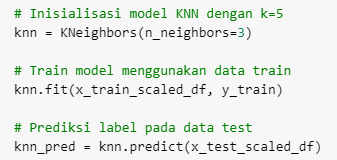 # Inisialisasi model KNN dengan k=5
knn = KNeighbors(n_neighbors=3)
# Train model menggunakan data train
knn.fit(x_train_scaled_df, y_train)
# Prediksi label pada data test
knn_pred = knn.predict(x_test_scaled_df)